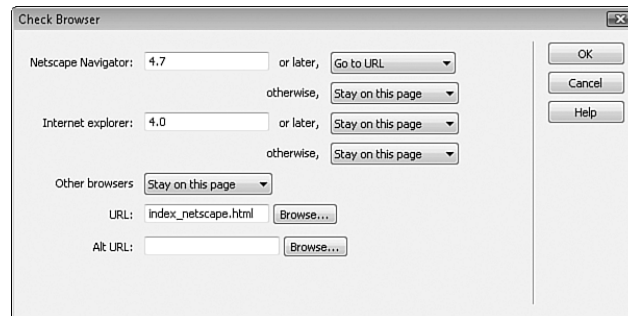 Check Browser
Netscape Navigator: 4.7 or later, Go to URL OK
otherwise, Stay on this page Cancel
Internet explorer: 4.0 or later, Stay on this page Help
otherwise, Stay on this page
Other browsers Stay on this page
URL: index_netscape.html Browse...
Alt URL: Browse...